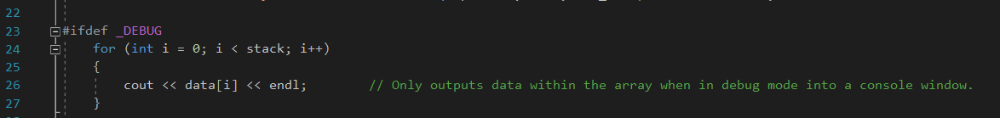 22
23 #ifdef _DEBUG
24 for (int i = 0; i < stack; i++)
25 {
26 cout << data[i] << endl; // Only outputs data within the array when in debug mode into a console window.
27 }